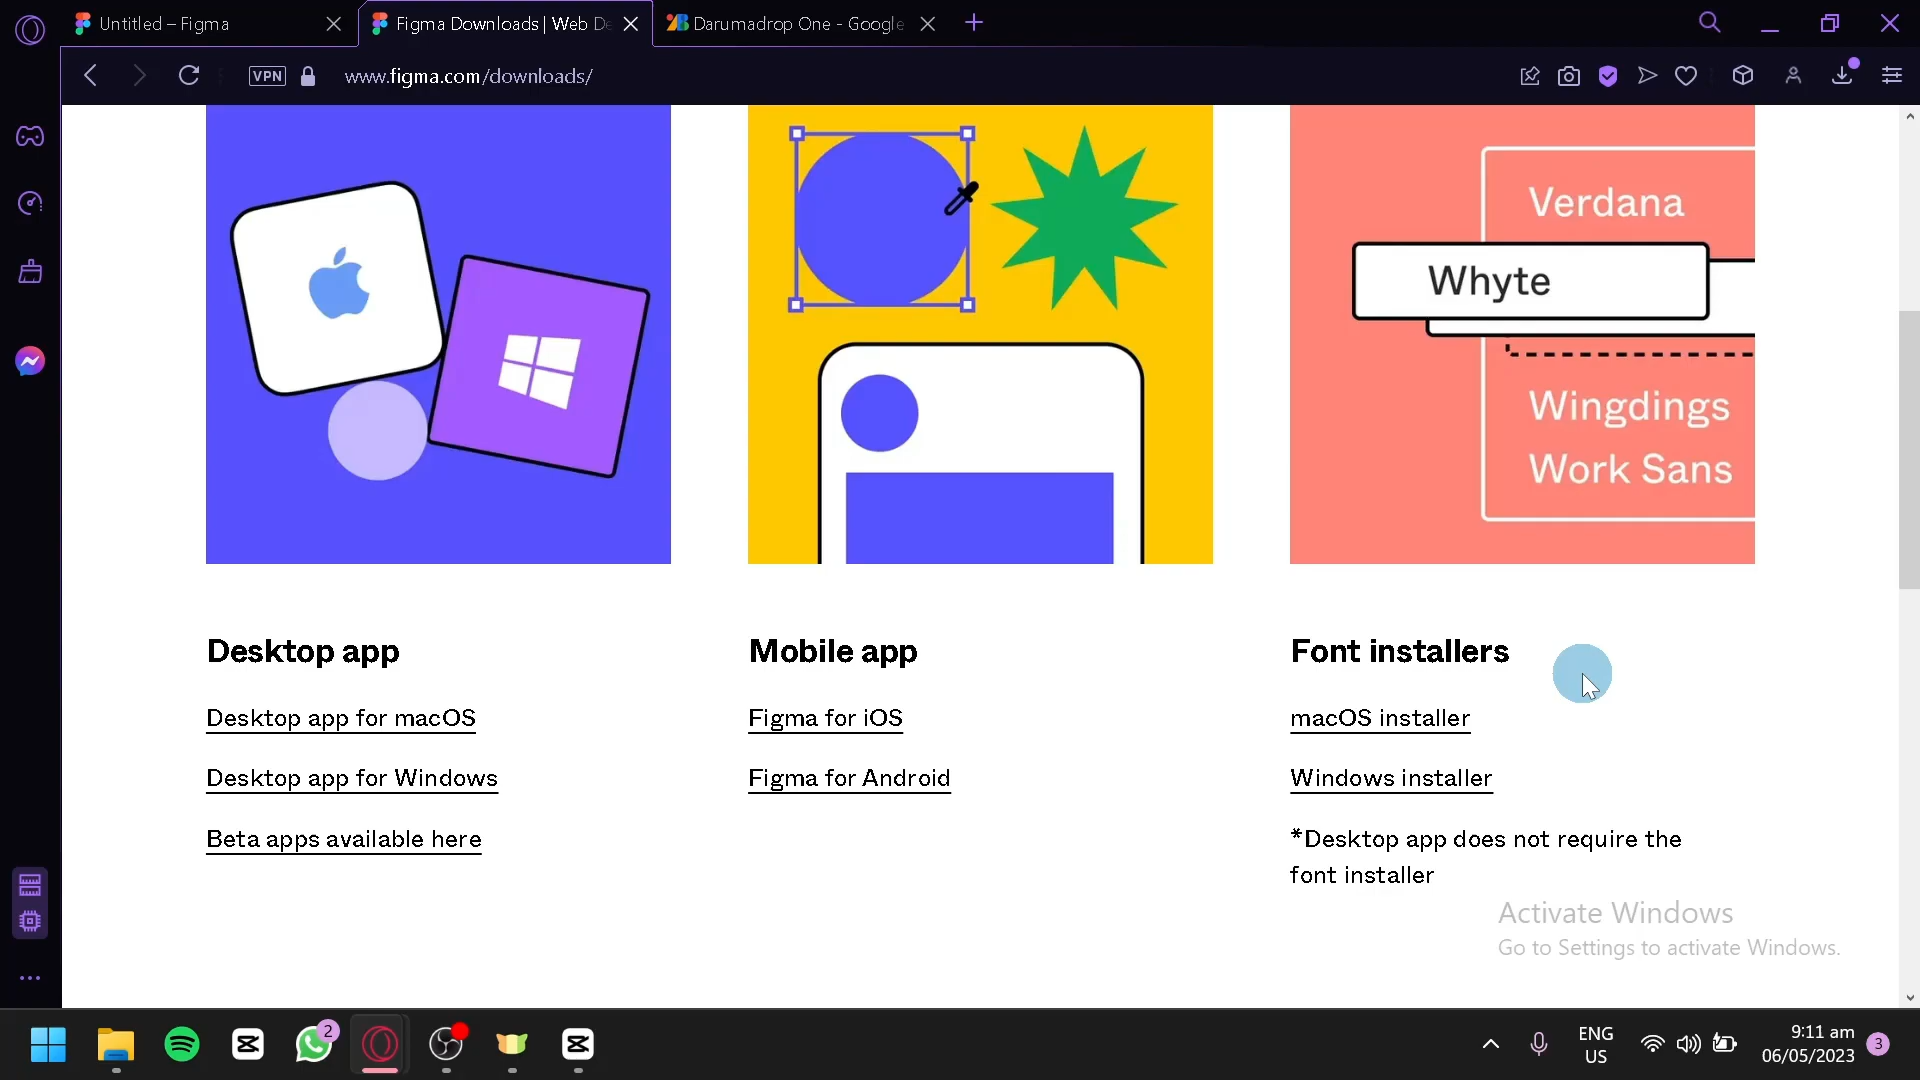 Untitled – Figma
Figma Downloads | Web De
Darumadrop One - Google
VPN
www.figma.com/downloads/
Verdana
Whyte
Wingdings
Work Sans
Desktop app
Desktop app for macOS
Desktop app for Windows
Beta apps available here
Mobile app
Figma for iOS
Figma for Android
Font installers
macOS installer
Windows installer
*Desktop app does not require the
font installer
Activate Windows
Go to Settings to activate Windows.
2
ENG
US
9:11 am
06/05/2023
3